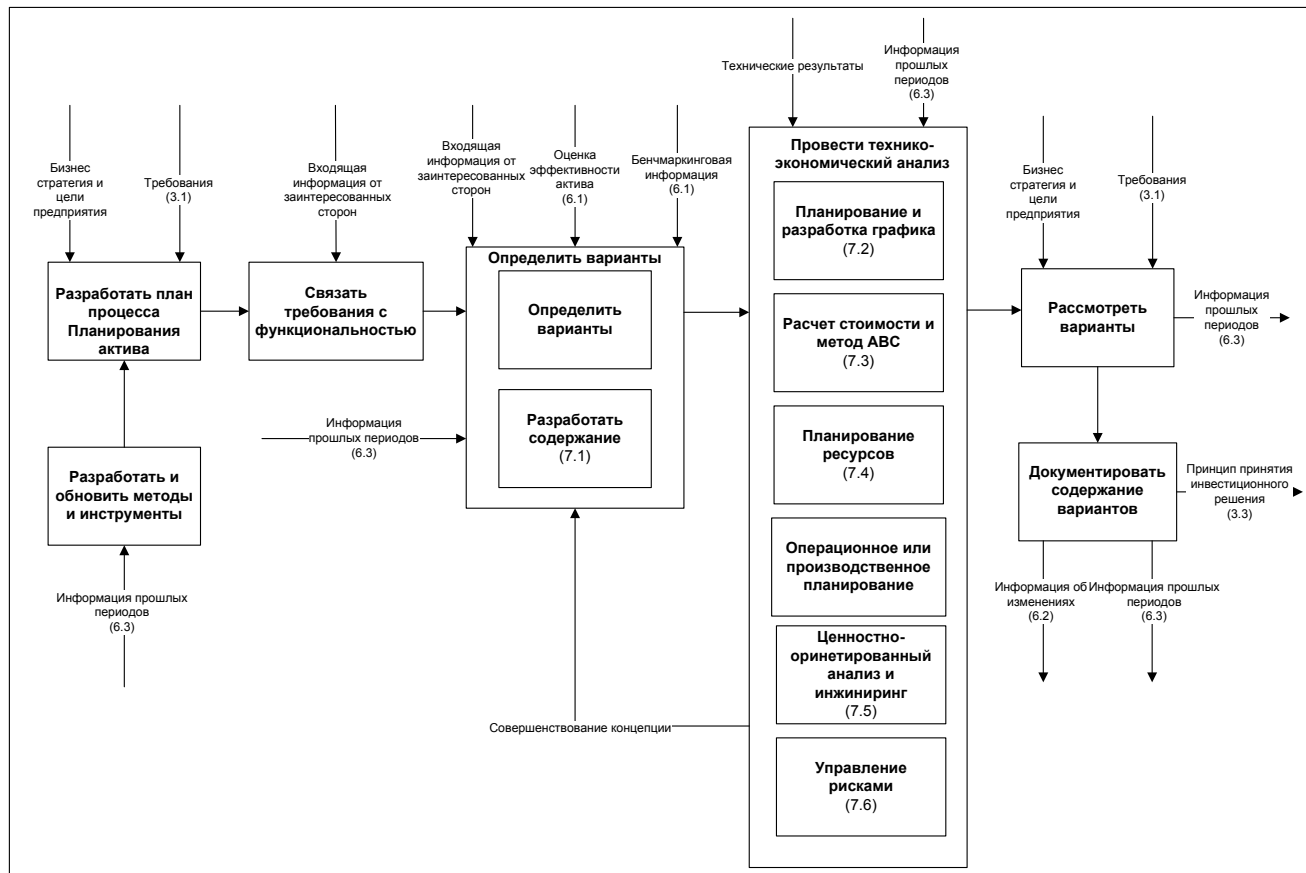 Технические результаты
Информация
прошлых
периодов
(6.3)
Бизнес
стратегия и
цели
предприятия
Требования
(3.1)
Входящая
информация от
заинтересованных
сторон
Входящая
информация от
заинтересованных
сторон
Оценка
эффективности
актива
(6.1)
Бенчмаркинговая
информация
(6.1)
Бизнес
стратегия и
цели
предприятия
Требования
(3.1)
Разработать план
процесса
Планирования
актива
Связать
требования с
функциональностью
Определить варианты
Определить
варианты
Разработать
содержание
(7.1)
Информация
прошлых периодов
(6.3)
Разработать и
обновить методы
и инструменты
Информация прошлых
периодов
(6.3)
Совершенствование концепции
Провести технико-
экономический анализ
Планирование и
разработка графика
(7.2)
Расчет стоимости и
метод АВС
(7.3)
Планирование
ресурсов
(7.4)
Операционное или
производственное
планирование
Ценностно-
оринетированный
анализ и
инжиниринг
(7.5)
Управление
рисками
(7.6)
Рассмотреть
варианты
Информация
прошлых
периодов
(6.3)
Документировать
содержание
вариантов
Принцип принятия
инвестиционного
решения
(3.3)
Информация об
изменениях
(6.2)
Информация прошлых
периодов
(6.3)